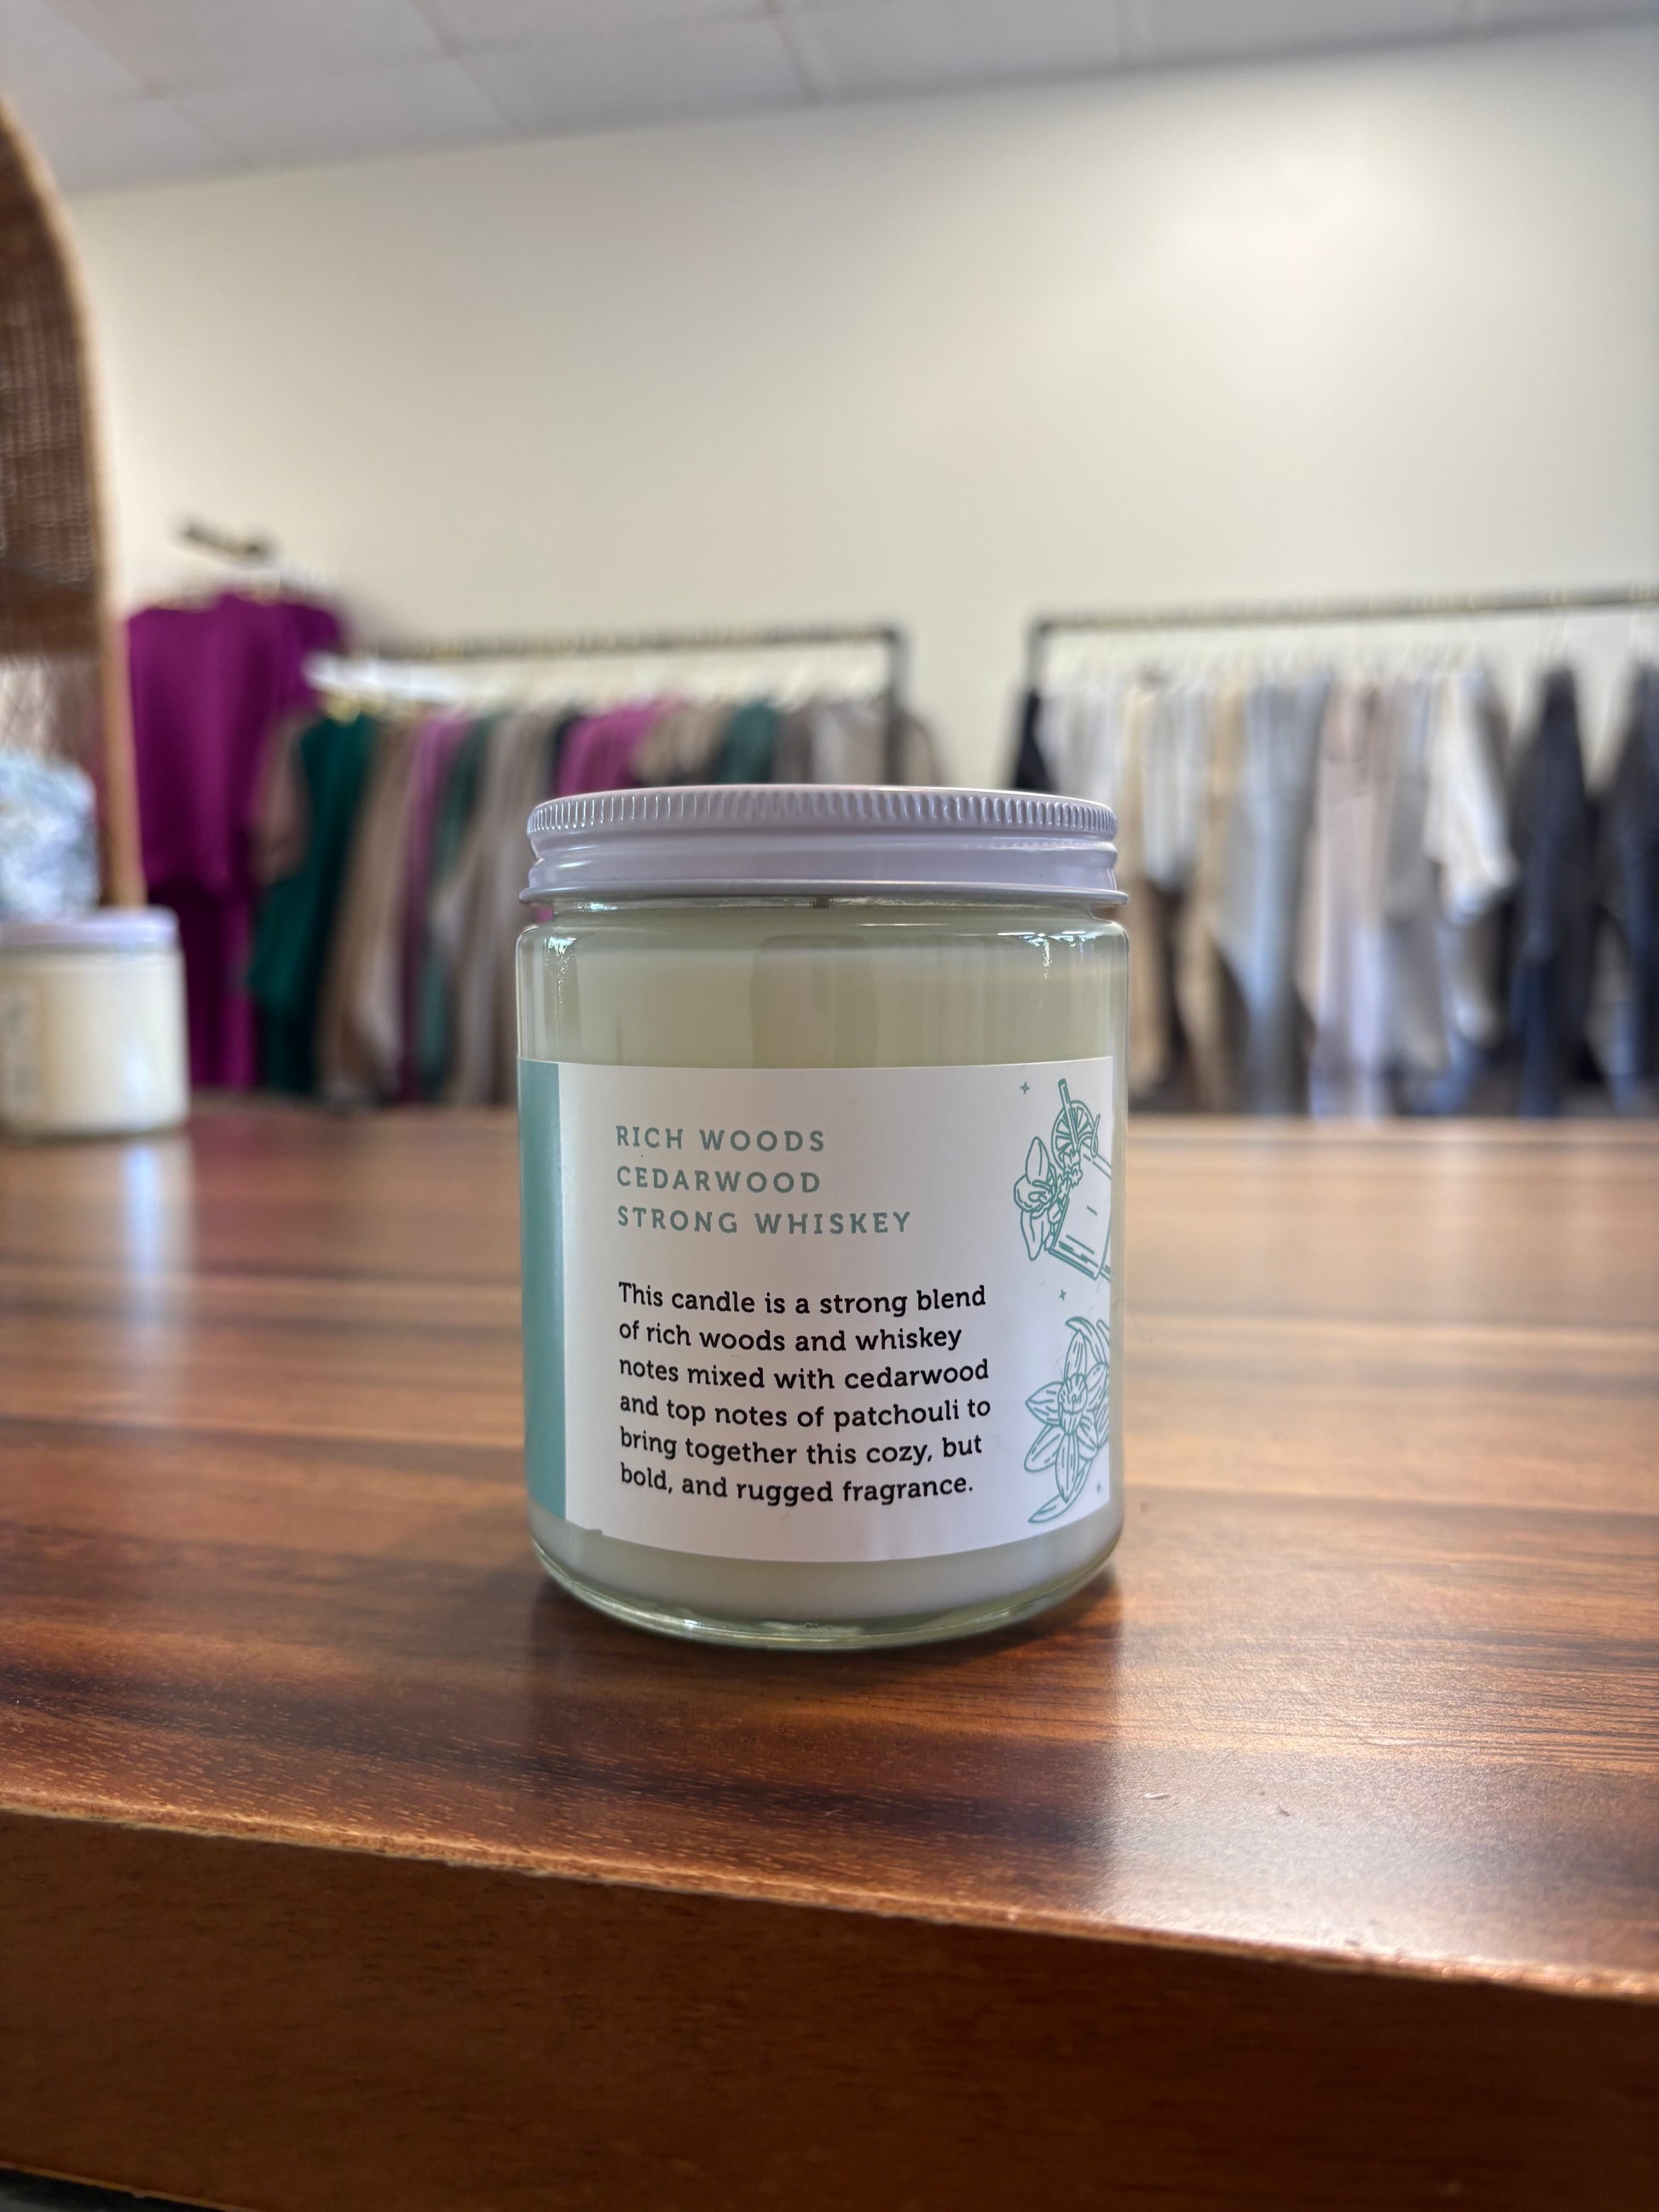 RICH WOODS
CEDARWOOD
STRONG WHISKEY
This candle is a strong blend
of rich woods and whiskey
notes mixed with cedarwood
and top notes of patchouli to
bring together this cozy, but
bold, and rugged fragrance.